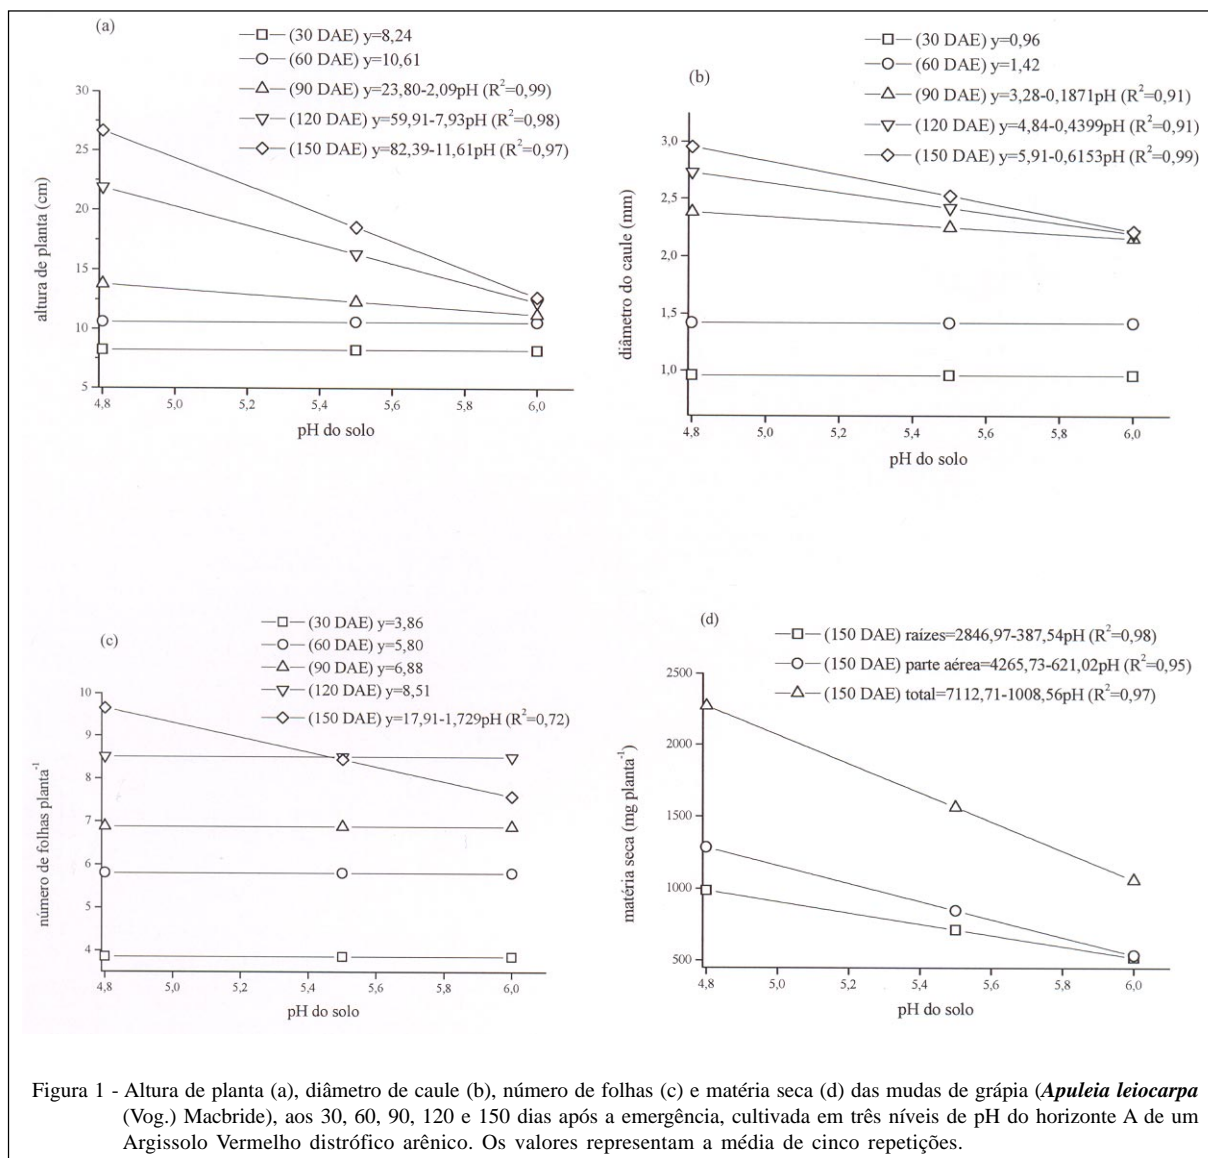 (a)
(30 DAE) y=8,24
(60 DAE) y=10,61
(90 DAE) y=23,80-2,09pH (R²=0,99)
(120 DAE) y=59,91-7,93pH (R²=0,98)
(150 DAE) y=82,39-11,61pH (R²=0,97)
30
25
20
15
10
5
altura de planta (cm)
4,8 5,0 5,2 5,4 5,6 5,8 6,0
pH do solo
(b)
(30 DAE) y=0,96
(60 DAE) y=1,42
(90 DAE) y=3,28-0,1871pH (R²=0,91)
(120 DAE) y=4,84-0,4399pH (R²=0,91)
(150 DAE) y=5,91-0,6153pH (R²=0,99)
3,0
2,5
2,0
1,5
1,0
diâmetro do caule (mm)
4,8 5,0 5,2 5,4 5,6 5,8 6,0
pH do solo
(c)
(30 DAE) y=3,86
(60 DAE) y=5,80
(90 DAE) y=6,88
(120 DAE) y=8,51
(150 DAE) y=17,91-1,729pH (R²=0,72)
10
9
8
7
6
5
4
número de folhas planta⁻¹
4,8 5,0 5,2 5,4 5,6 5,8 6,0
pH do solo
(d)
(150 DAE) raízes=2846,97-387,54pH (R²=0,98)
(150 DAE) parte aérea=4265,73-621,02pH (R²=0,95)
(150 DAE) total=7112,71-1008,56pH (R²=0,97)
2500
2000
1500
1000
500
matéria seca (mg planta⁻¹)
4,8 5,0 5,2 5,4 5,6 5,8 6,0
pH do solo
Figura 1 - Altura de planta (a), diâmetro de caule (b), número de folhas (c) e matéria seca (d) das mudas de grápia (Apuleia leiocarpa
(Vog.) Macbride), aos 30, 60, 90, 120 e 150 dias após a emergência, cultivada em três níveis de pH do horizonte A de um
Argissolo Vermelho distrófico arênico. Os valores representam a média de cinco repetições.